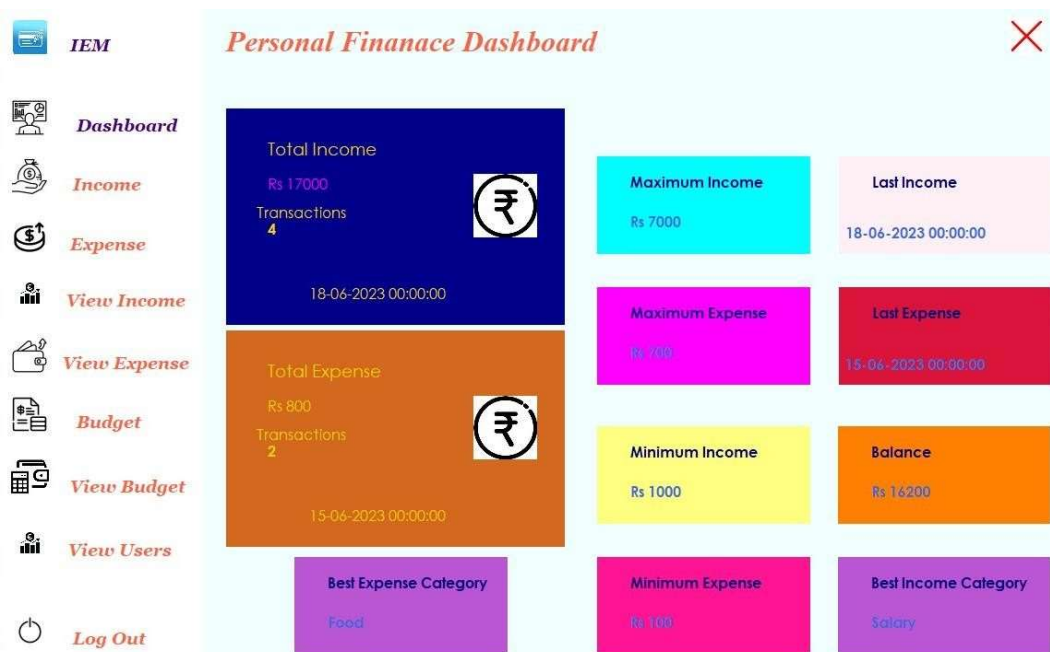 IEM
Personal Finanace Dashboard
Dashboard
Income
Expense
View Income
View Expense
Budget
View Budget
View Users
Log Out
Total Income
Rs 17000
Transactions
4
18-06-2023 00:00:00
Total Expense
Rs 800
Transactions
2
15-06-2023 00:00:00
Maximum Income
Rs 7000
Last Income
18-06-2023 00:00:00
Maximum Expense
Rs 700
Last Expense
15-06-2023 00:00:00
Minimum Income
Rs 1000
Balance
Rs 16200
Best Expense Category
Food
Minimum Expense
Rs 100
Best Income Category
Salary